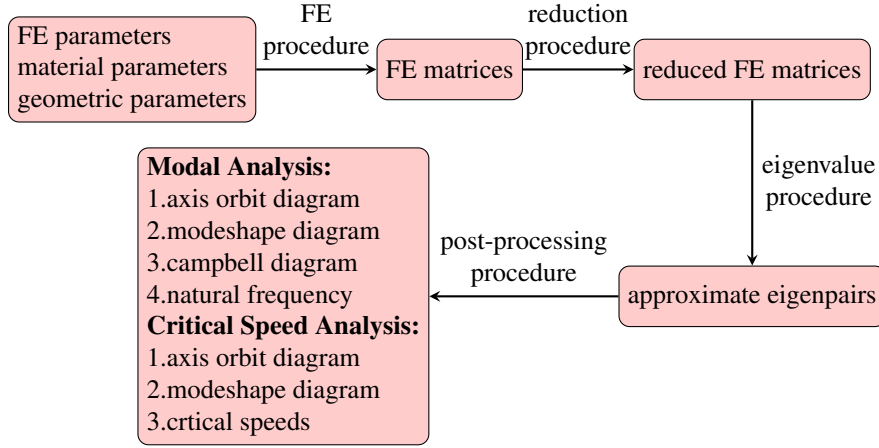 FE parameters
material parameters
geometric parameters
FE
procedure
FE matrices
reduction
procedure
reduced FE matrices
eigenvalue
procedure
approximate eigenpairs
post-processing
procedure
Modal Analysis:
1.axis orbit diagram
2.modeshape diagram
3.campbell diagram
4.natural frequency
Critical Speed Analysis:
1.axis orbit diagram
2.modeshape diagram
3.crtical speeds